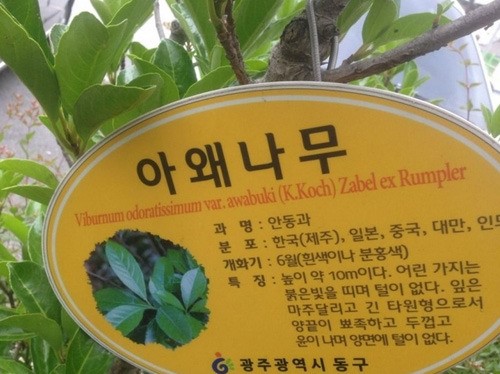 아왜나무
Viburnum odoratissimum var. awabuki (K.Koch) Zabel ex Rumpler
과 명 : 안동과
분 포 : 한국(제주), 일본, 중국, 대만, 인도
개화기 : 6월(흰색이나 분홍색)
특 징 : 높이 약 10m이다. 어린 가지는
붉은빛을 띠며 털이 없다. 잎은
마주달리고 긴 타원형으로서
양끝이 뾰족하고 두껍고
윤이 나며 양면에 털이 없다.
광주광역시 동구